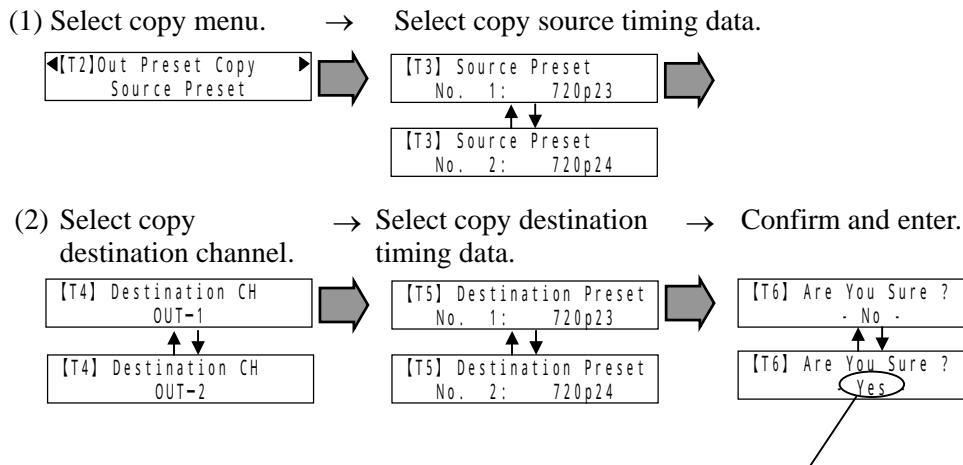 (1) Select copy menu. → Select copy source timing data.
◀【T2】Out Preset Copy ▶
Source Preset
【T3】 Source Preset
No. 1: 720p23
【T3】 Source Preset
No. 2: 720p24
(2) Select copy destination channel. → Select copy destination timing data. → Confirm and enter.
【T4】 Destination CH
OUT-1
【T4】 Destination CH
OUT-2
【T5】 Destination Preset
No. 1: 720p23
【T5】 Destination Preset
No. 2: 720p24
【T6】 Are You Sure ?
- No -
【T6】 Are You Sure ?
- Yes -